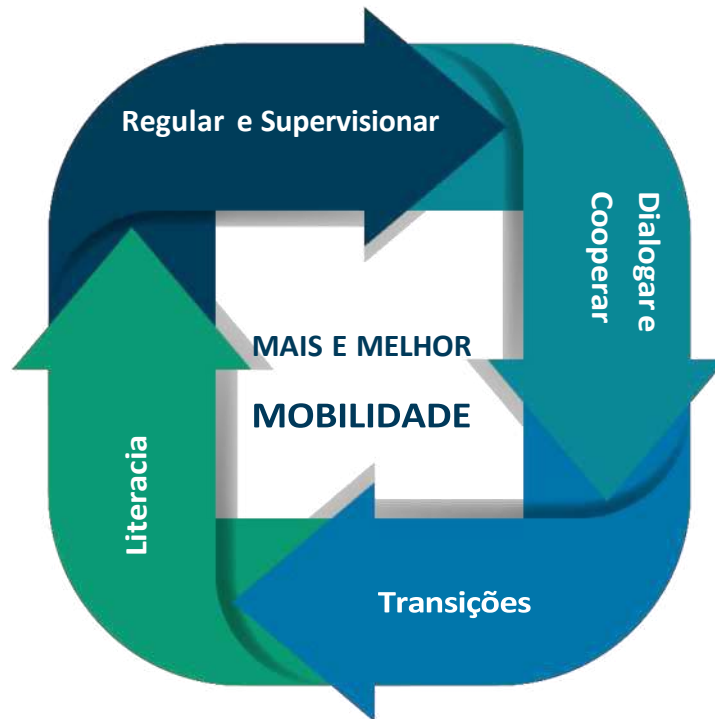 Regular e Supervisionar
Dialogar e
Cooperar
MAIS E MELHOR
MOBILIDADE
Literacia
Transições